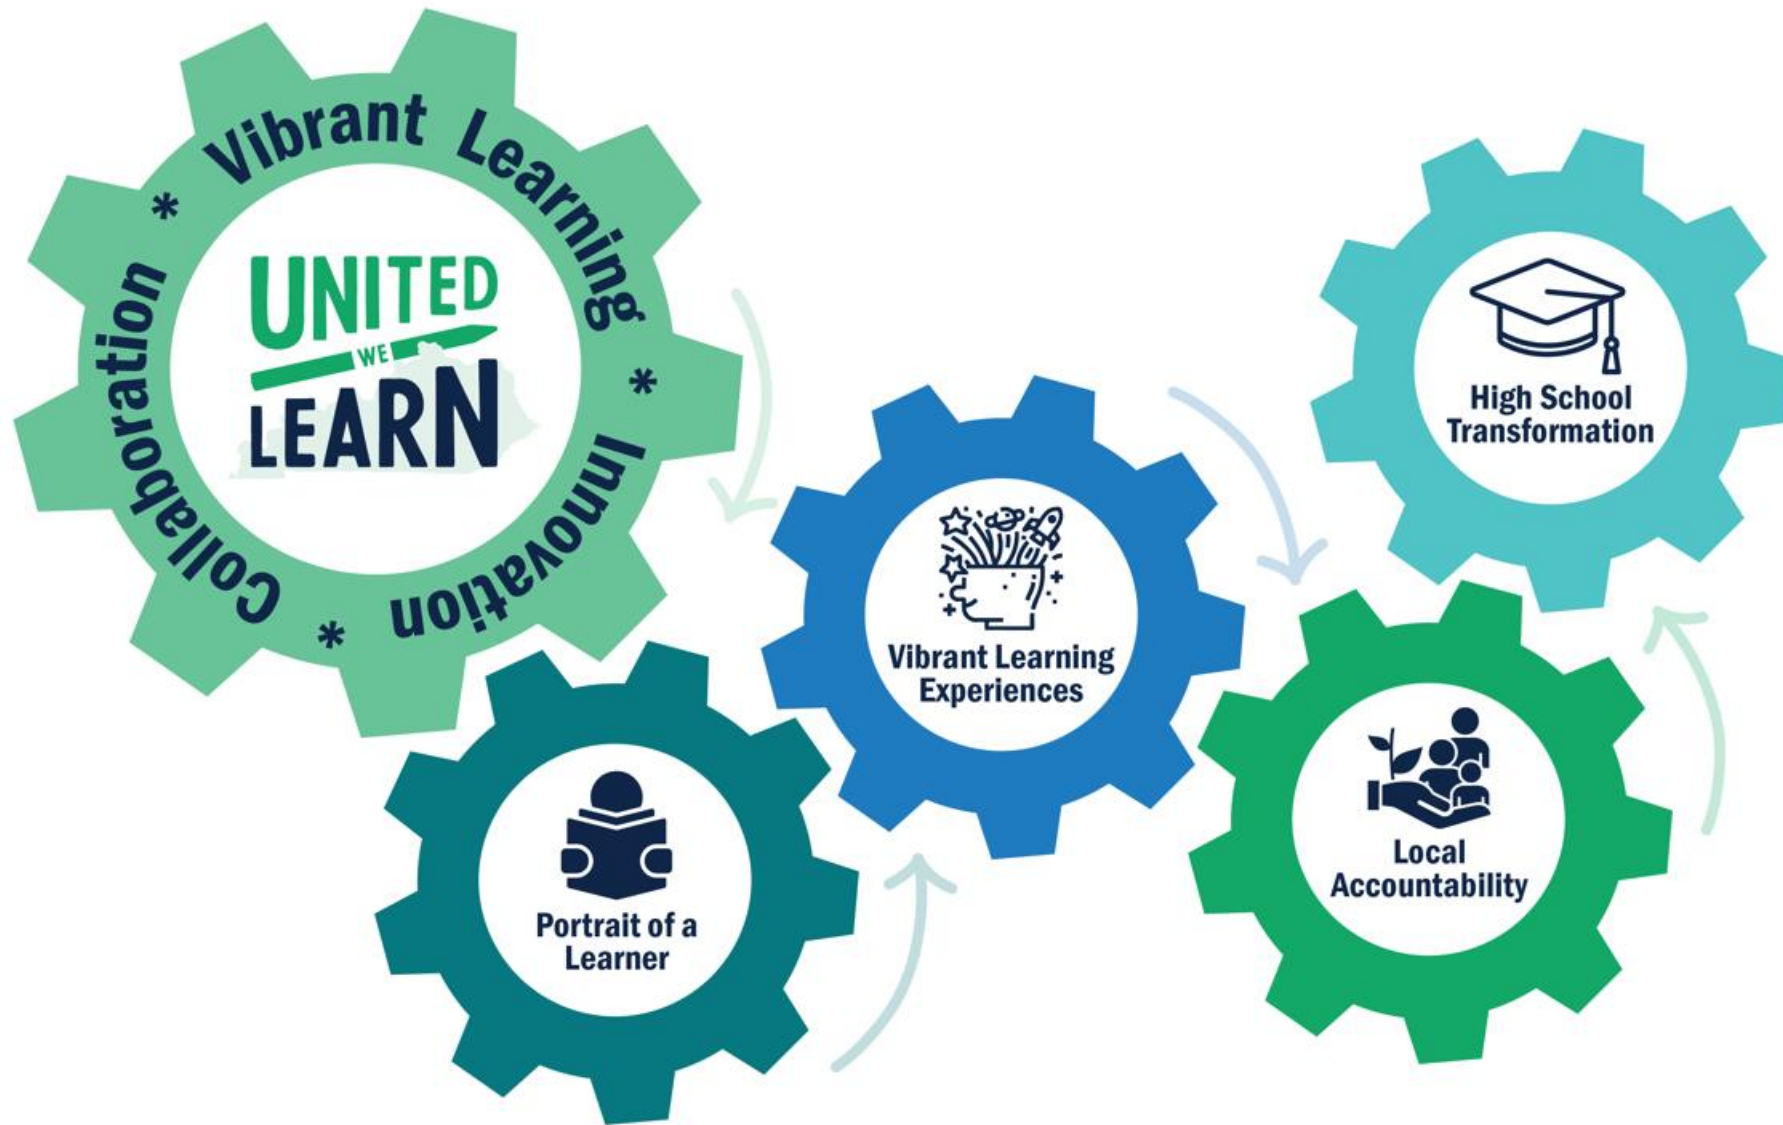 * Vibrant Learning * Innovation * Collaboration
UNITED
WE
LEARN
Portrait of a
Learner
Vibrant Learning
Experiences
Local
Accountability
High School
Transformation